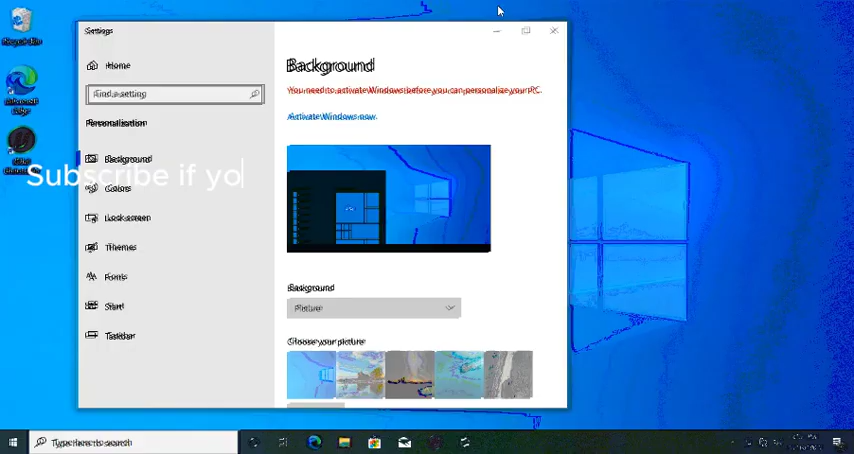 Recycle Bin
Microsoft
Edge
Settings
Home
Find a setting
Personalization
Background
Colors
Lock screen
Themes
Fonts
Start
Taskbar
Background
You need to activate Windows before you can personalize your PC.
Activate Windows now.
Background
Picture
Choose your picture
Subscribe if yo
Type here to search